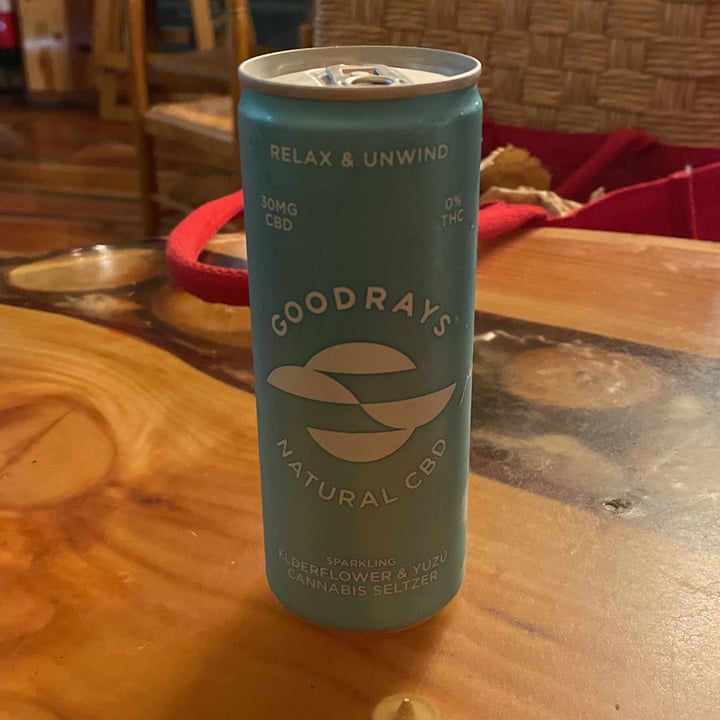 RELAX & UNWIND
30MG
CBD
0%
THC
GOODRAYS
NATURAL CBD
SPARKLING
ELDERFLOWER & YUZU
CANNABIS SELTZER